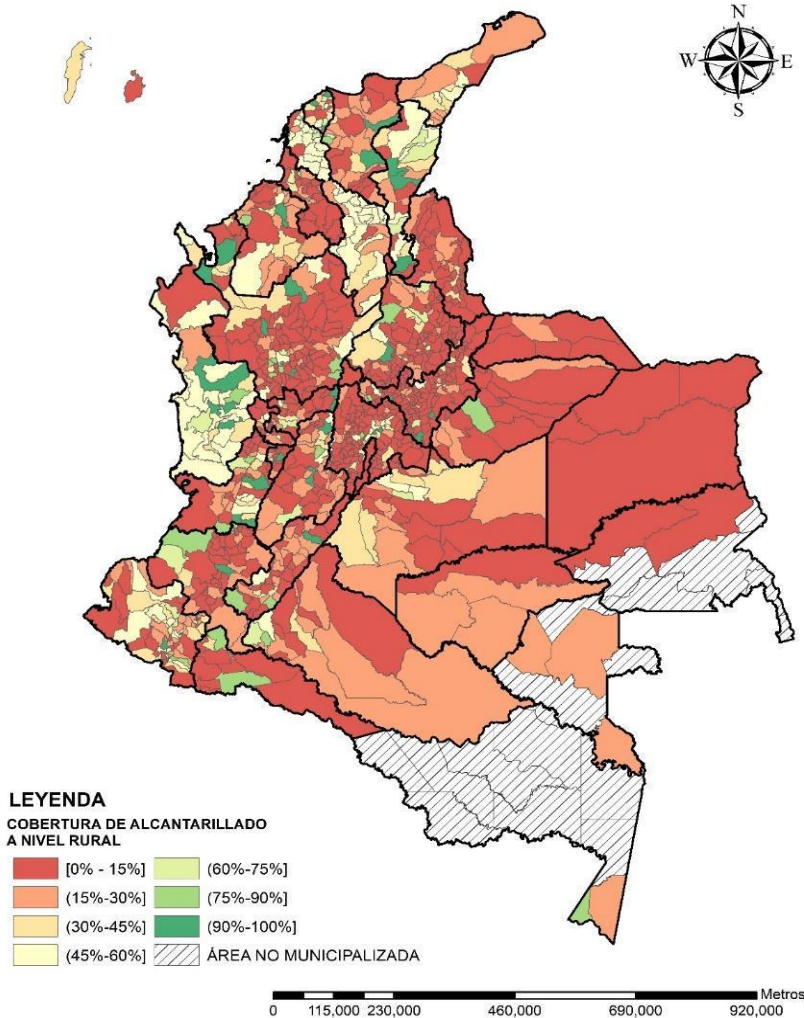 N
W E
S
LEYENDA
COBERTURA DE ALCANTARILLADO
A NIVEL RURAL
[0% - 15%] (60%-75%]
(15%-30%] (75%-90%]
(30%-45%] (90%-100%]
(45%-60%] ÁREA NO MUNICIPALIZADA
Metros
0 115,000 230,000 460,000 690,000 920,000